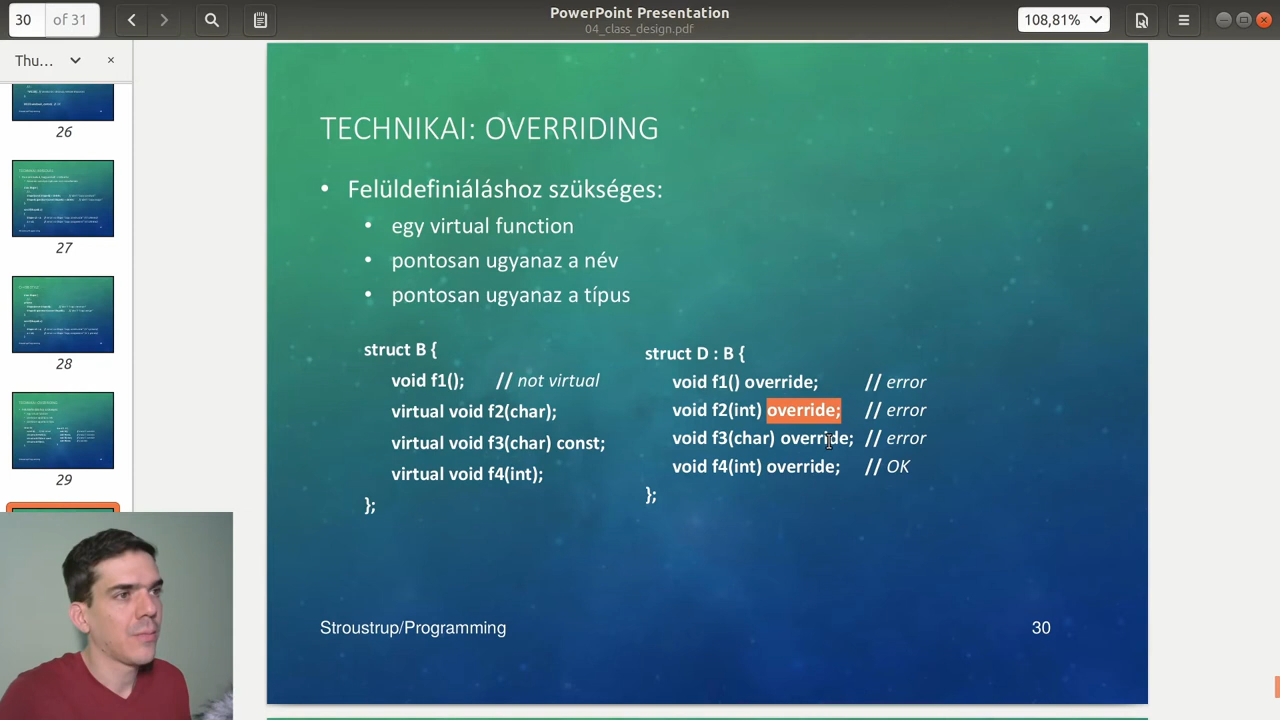 30 of 31
PowerPoint Presentation
04_class_design.pdf
108,81%
Thu...
26
27
28
29
TECHNIKAI: OVERRIDING
• Felüldefiniáláshoz szükséges:
• egy virtual function
• pontosan ugyanaz a név
• pontosan ugyanaz a típus
struct B {
void f1(); // not virtual
virtual void f2(char);
virtual void f3(char) const;
virtual void f4(int);
};
struct D : B {
void f1() override; // error
void f2(int) override; // error
void f3(char) override; // error
void f4(int) override; // OK
};
Stroustrup/Programming
30